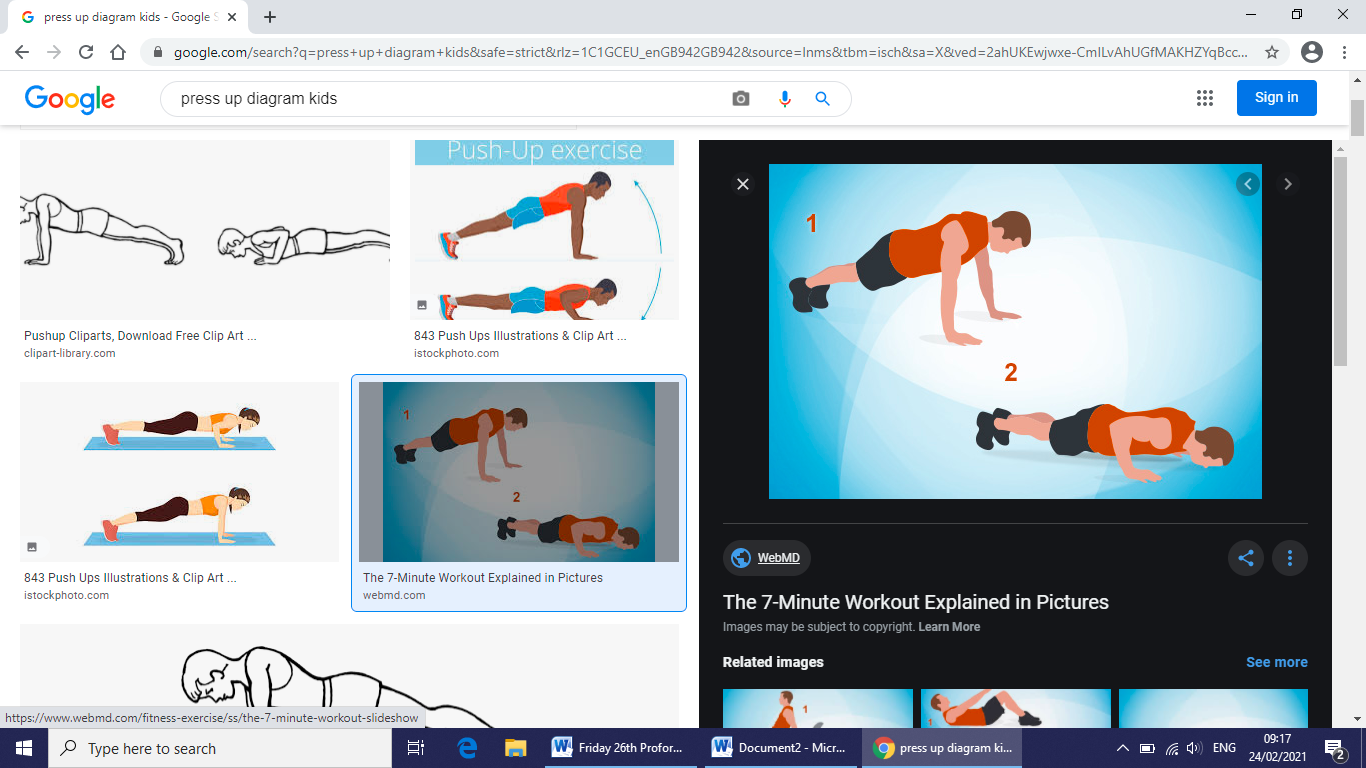 press up diagram kids - Google S
google.com/search?q=press+up+diagram+kids&safe=strict&rlz=1C1GCEU_enGB942GB942&source=lnms&tbm=isch&sa=X&ved=2ahUKEwjwxe-CmILvAhUGfMAKHZYqBcc...
Google
press up diagram kids
Sign in
Push-Up exercise
Pushup Cliparts, Download Free Clip Art ...
clipart-library.com
843 Push Ups Illustrations & Clip Art ...
istockphoto.com
843 Push Ups Illustrations & Clip Art ...
istockphoto.com
1
2
The 7-Minute Workout Explained in Pictures
webmd.com
1
2
WebMD
The 7-Minute Workout Explained in Pictures
Images may be subject to copyright. Learn More
Related images
See more
1
1
https://www.webmd.com/fitness-exercise/ss/the-7-minute-workout-slideshow
Type here to search
Friday 26th Profor...
Document2 - Micr...
press up diagram ki...
ENG
09:17
24/02/2021
2